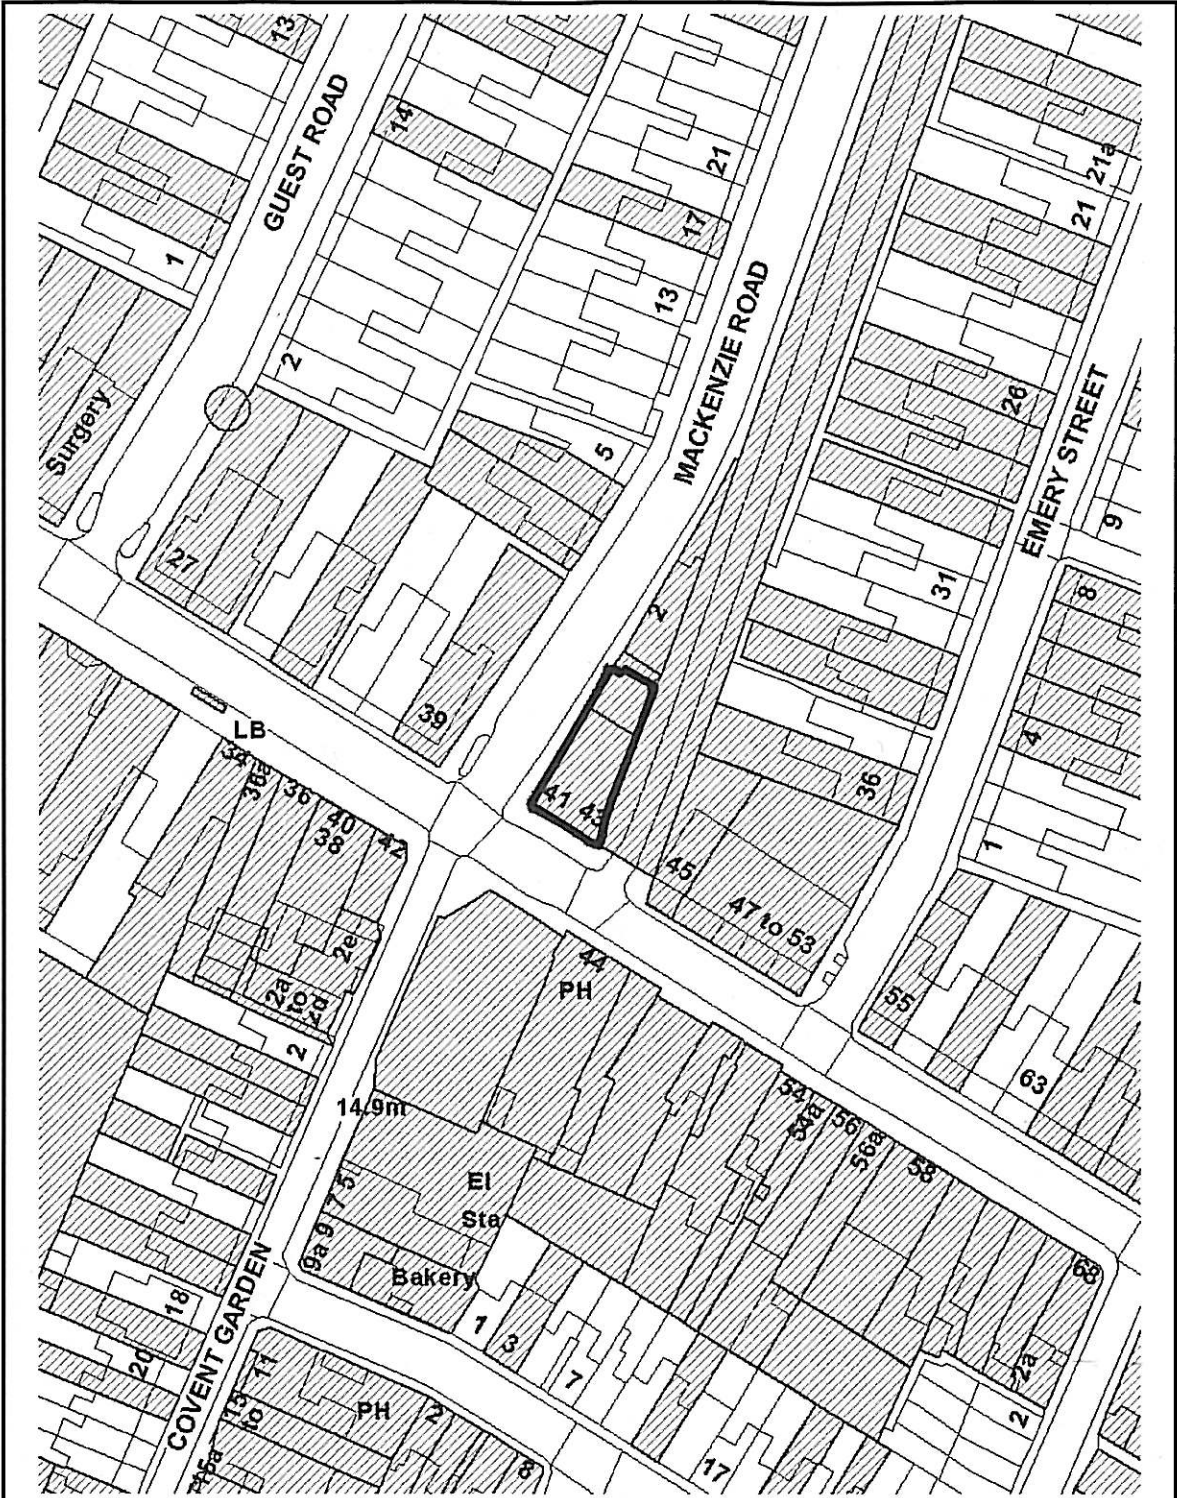 13
GUEST ROAD
14
21
21a
17
21
1
13
2
MACKENZIE ROAD
26
Surgery
5
EMERY STREET
9
27
31
8
2
39
LB
4
34
36a
36
40
38
42
41
43
36
45
1
47 to 53
2e
44
PH
2a
to
2d
55
2
63
14.9m
54
54a
56
56a
58
El
Sta
5
7
9
9a
Bakery
68
18
1
3
20
COVENT GARDEN
7
2a
11
PH
2
2
13
to
15a
8
17